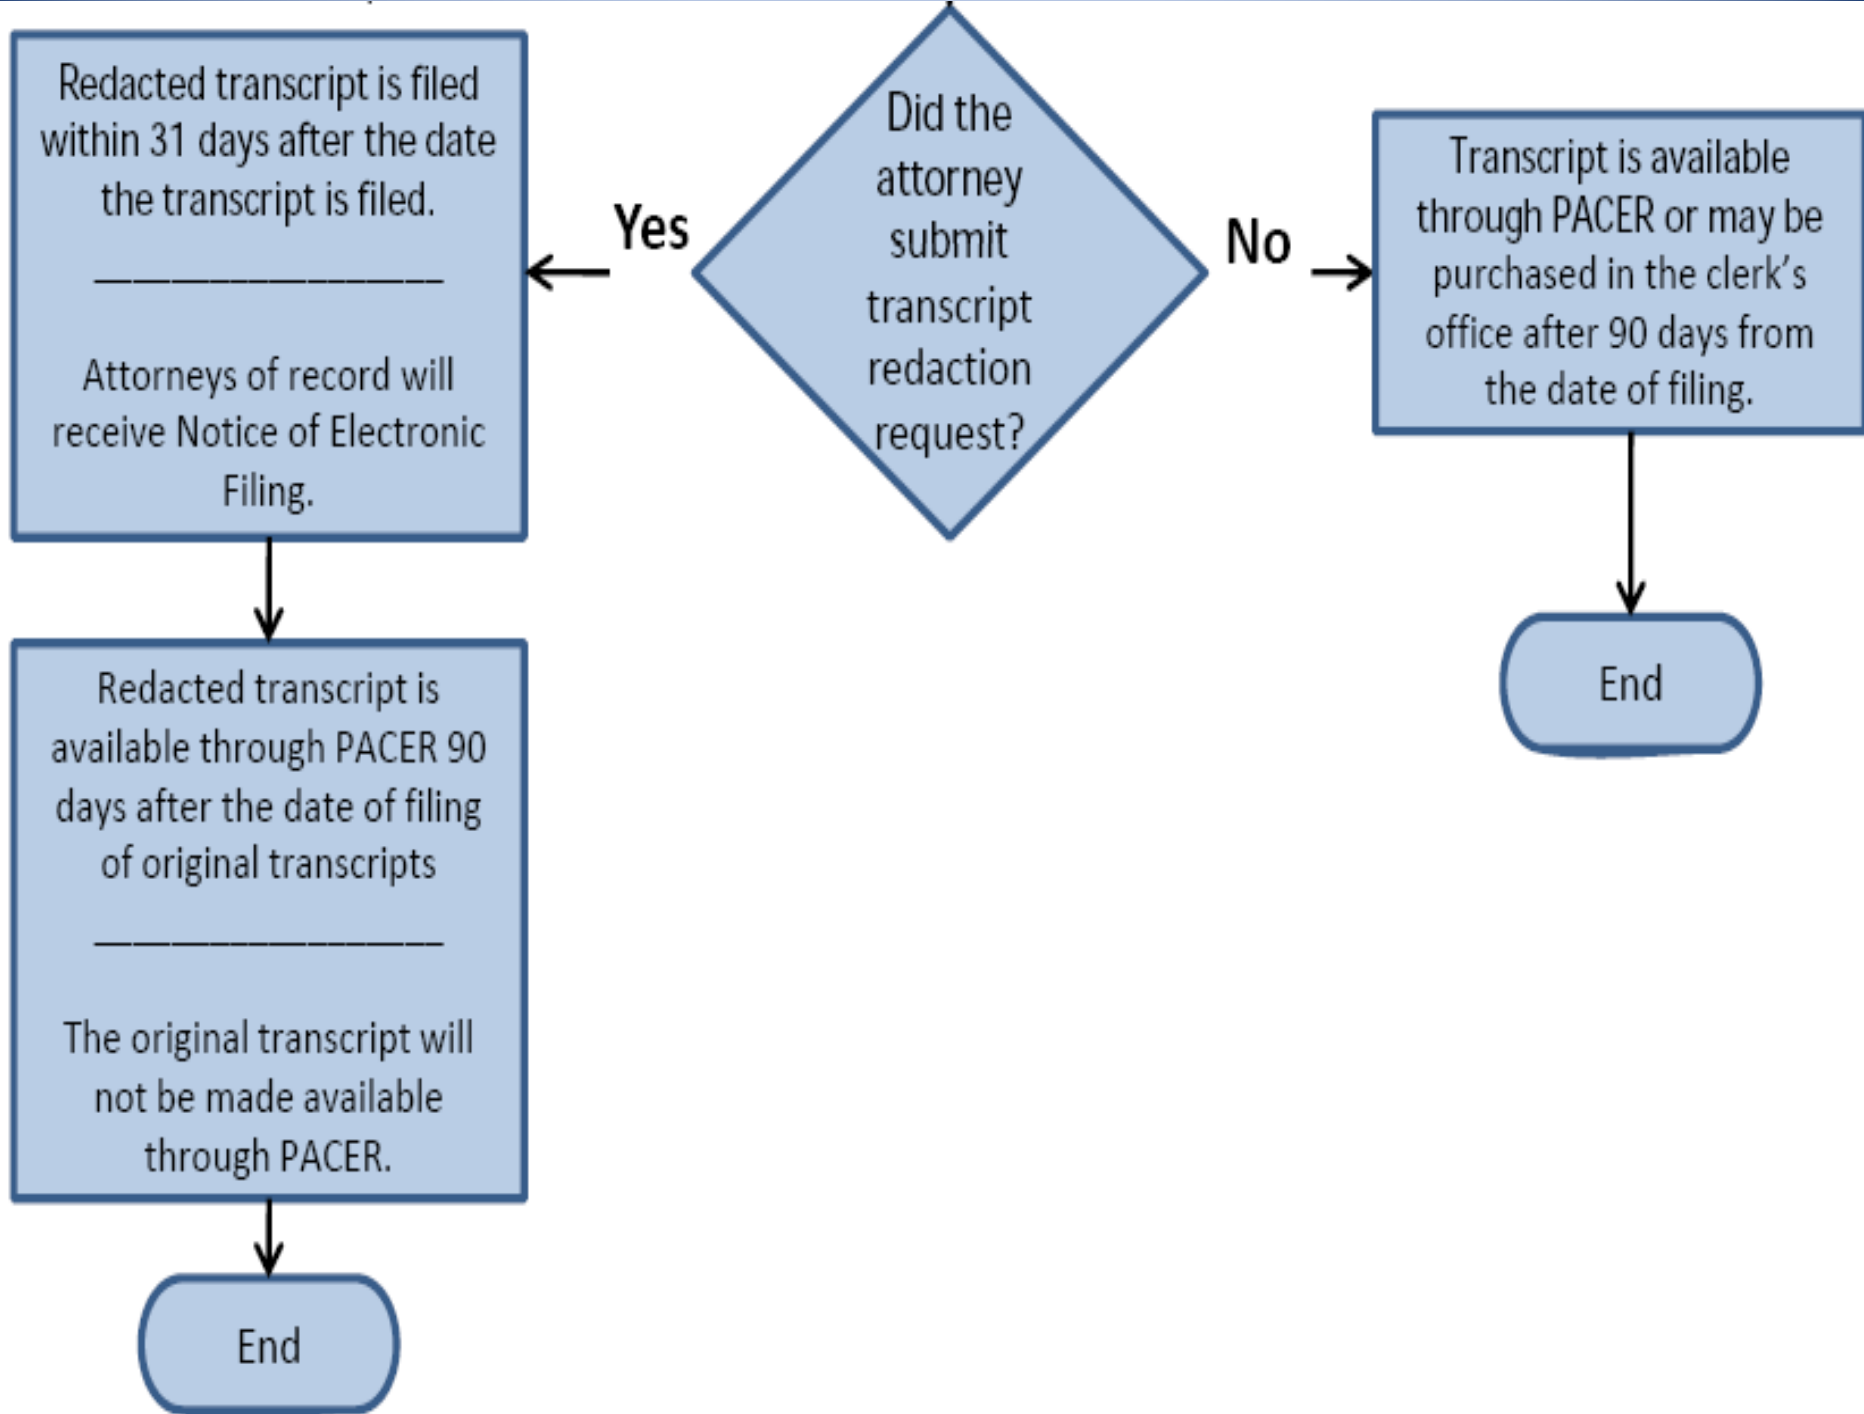 Redacted transcript is filed
within 31 days after the date
the transcript is filed.
__________________
Attorneys of record will
receive Notice of Electronic
Filing.
Yes
Did the
attorney
submit
transcript
redaction
request?
No
Transcript is available
through PACER or may be
purchased in the clerk’s
office after 90 days from
the date of filing.
End
Redacted transcript is
available through PACER 90
days after the date of filing
of original transcripts
__________________
The original transcript will
not be made available
through PACER.
End